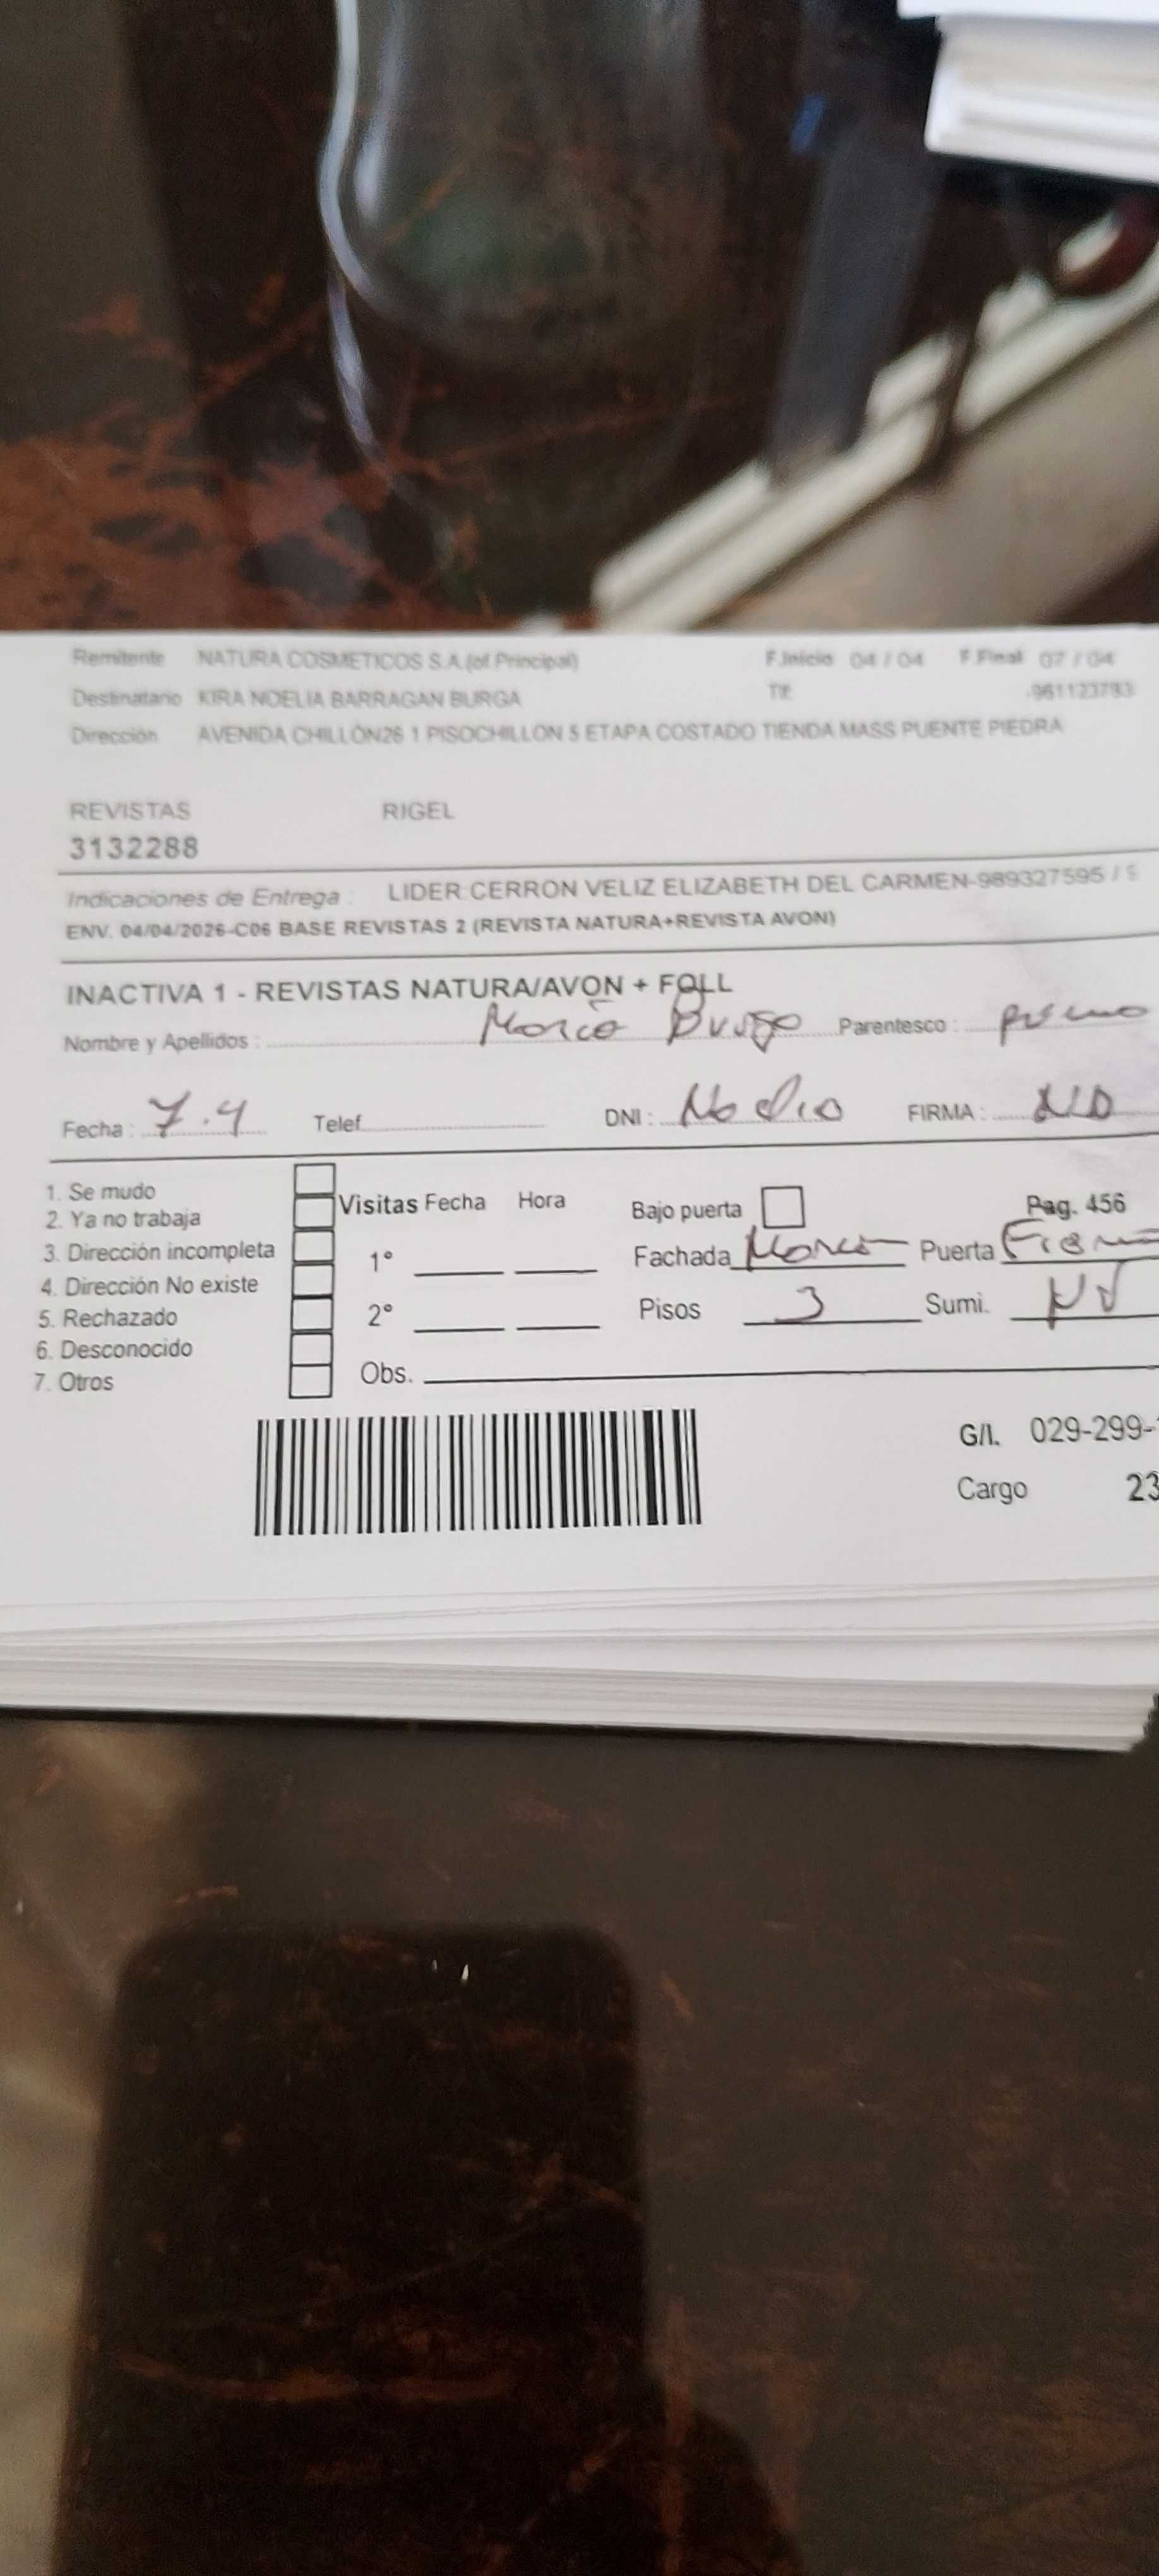 Remitente NATURA COSMETICOS S.A.(of.Principal) F.Inicio 04 / 04 F.Final 07 / 04
Destinatario KIRA NOELIA BARRAGAN BURGA Tlf. 961123783
Dirección AVENIDA CHILLÓN26 1 PISOCHILLON 5 ETAPA COSTADO TIENDA MASS PUENTE PIEDRA
REVISTAS RIGEL
3132288
Indicaciones de Entrega : LIDER:CERRON VELIZ ELIZABETH DEL CARMEN-989327595 /
ENV. 04/04/2026-C06 BASE REVISTAS 2 (REVISTA NATURA+REVISTA AVON)
INACTIVA 1 - REVISTAS NATURA/AVON + FOLL
Nombre y Apellidos : Burga Parentesco :
Fecha : 7.4 Telef. DNI : No dio FIRMA : ND
1. Se mudo
2. Ya no trabaja
3. Dirección incompleta
4. Dirección No existe
5. Rechazado
6. Desconocido
7. Otros
Visitas Fecha Hora Bajo puerta Pag. 456
1° Fachada Puerta
2° Pisos 3 Sumi.
Obs.
G/I. 029-299-
Cargo 23